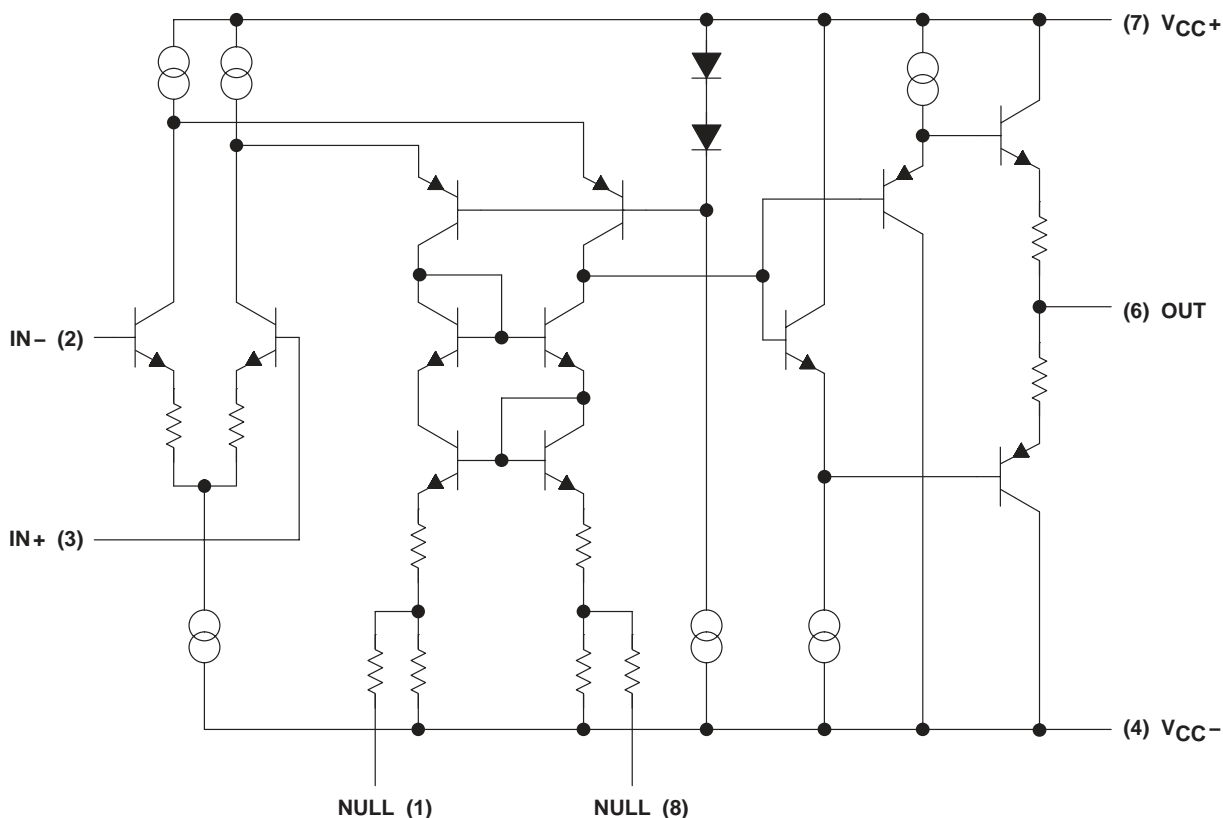 (7) VCC+
IN− (2)
(6) OUT
IN+ (3)
(4) VCC−
NULL (1)
NULL (8)